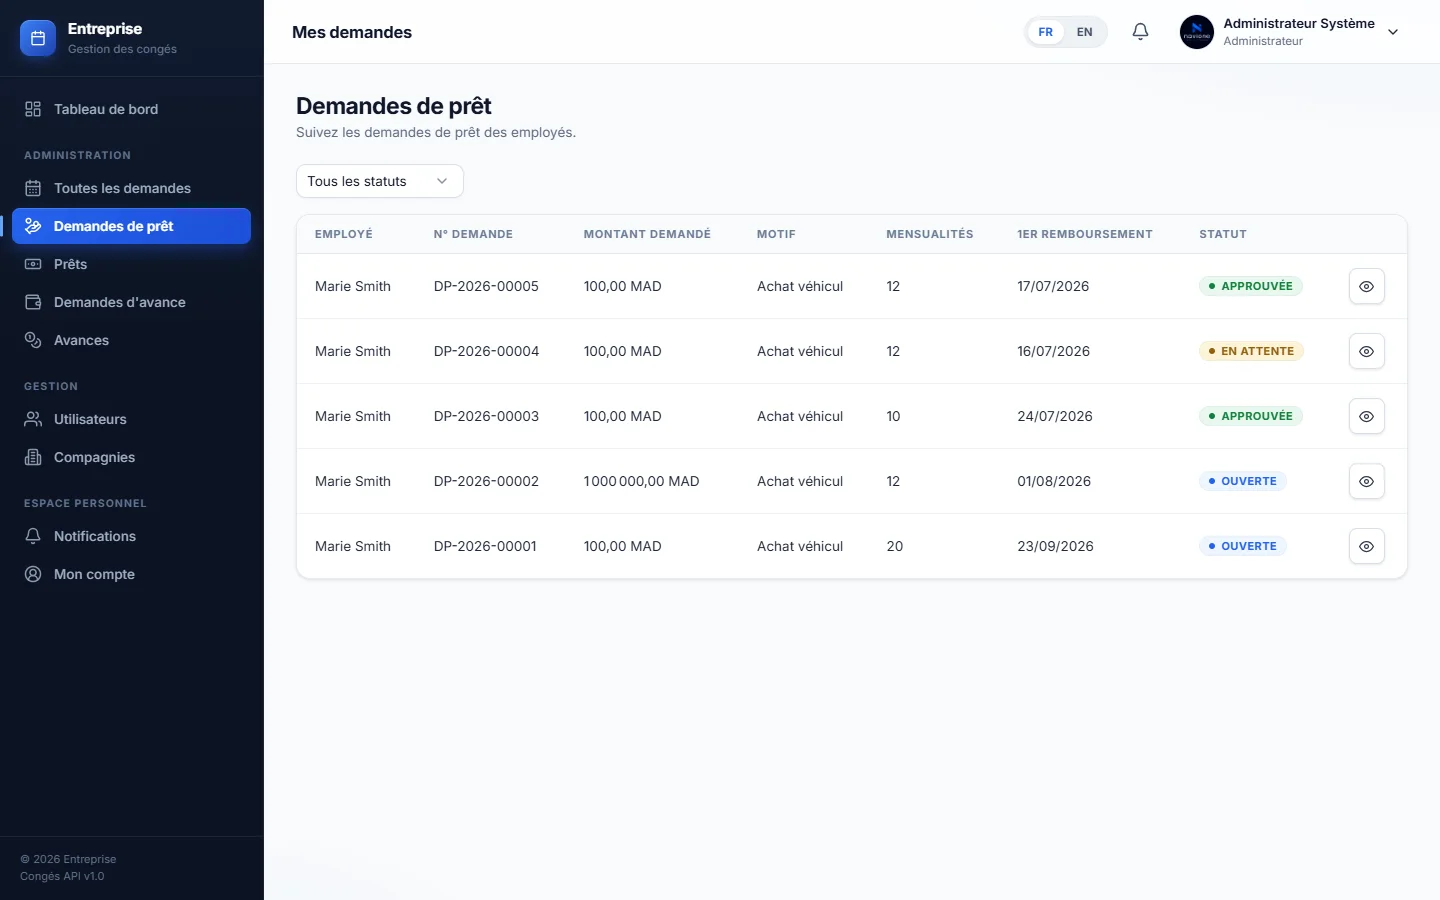 Entreprise
Gestion des congés
Mes demandes
FR EN
Administrateur Système
Administrateur
Tableau de bord
ADMINISTRATION
Toutes les demandes
Demandes de prêt
Prêts
Demandes d'avance
Avances
GESTION
Utilisateurs
Compagnies
ESPACE PERSONNEL
Notifications
Mon compte
© 2026 Entreprise
Congés API v1.0
Demandes de prêt
Suivez les demandes de prêt des employés.
Tous les statuts
EMPLOYÉ N° DEMANDE MONTANT DEMANDÉ MOTIF MENSUALITÉS 1ER REMBOURSEMENT STATUT
Marie Smith DP-2026-00005 100,00 MAD Achat véhicul 12 17/07/2026 APPROUVÉE
Marie Smith DP-2026-00004 100,00 MAD Achat véhicul 12 16/07/2026 EN ATTENTE
Marie Smith DP-2026-00003 100,00 MAD Achat véhicul 10 24/07/2026 APPROUVÉE
Marie Smith DP-2026-00002 1 000 000,00 MAD Achat véhicul 12 01/08/2026 OUVERTE
Marie Smith DP-2026-00001 100,00 MAD Achat véhicul 20 23/09/2026 OUVERTE